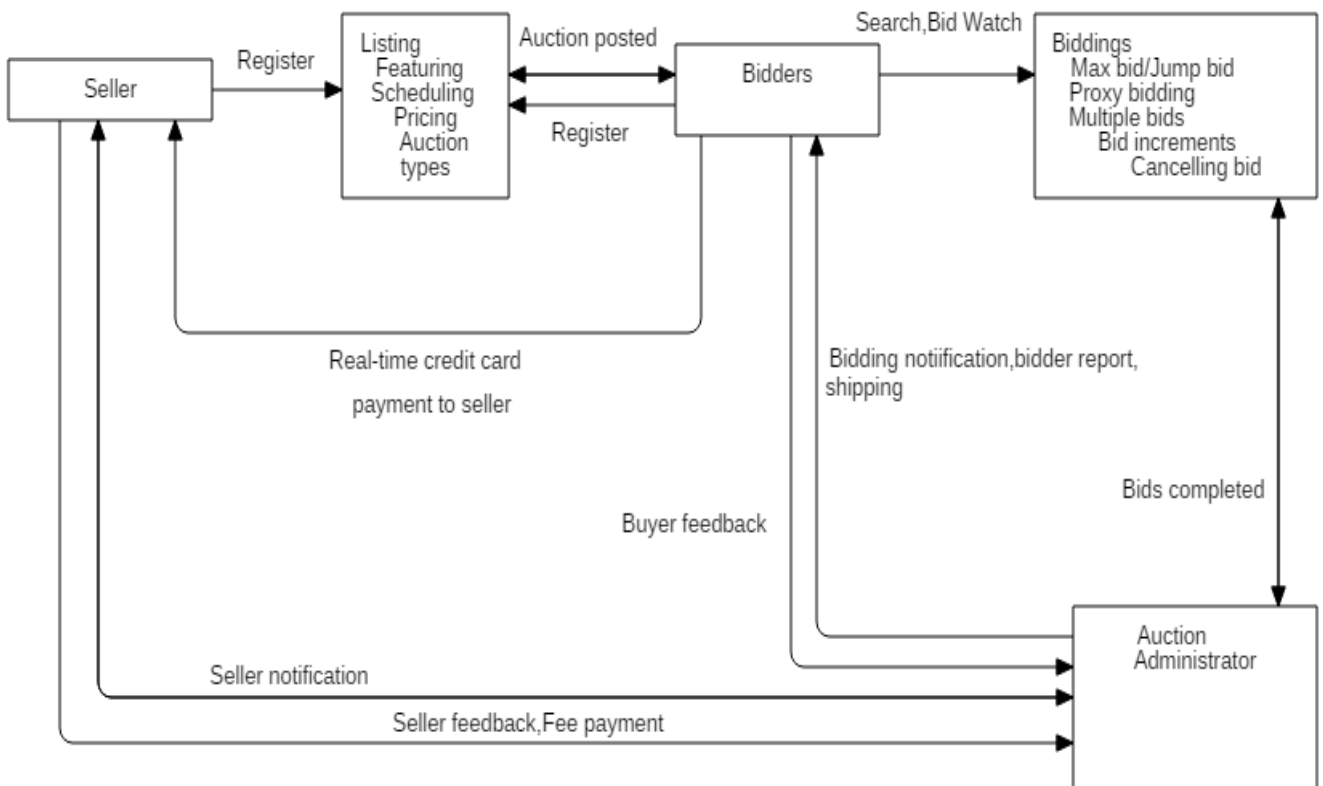 Search,Bid Watch
Seller
Register
Listing
Featuring
Scheduling
Pricing
Auction
types
Auction posted
Register
Bidders
Biddings
Max bid/Jump bid
Proxy bidding
Multiple bids
Bid increments
Cancelling bid
Real-time credit card
payment to seller
Bidding notiification,bidder report,
shipping
Bids completed
Buyer feedback
Auction
Administrator
Seller notification
Seller feedback,Fee payment